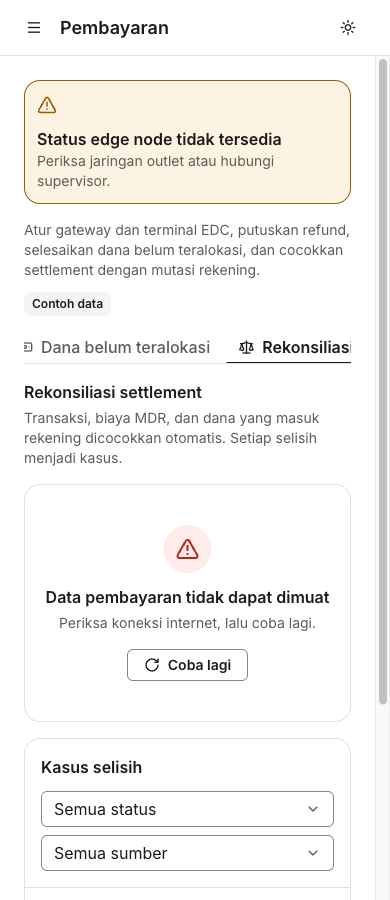 Pembayaran
Status edge node tidak tersedia
Periksa jaringan outlet atau hubungi
supervisor.
Atur gateway dan terminal EDC, putuskan refund,
selesaikan dana belum teralokasi, dan cocokkan
settlement dengan mutasi rekening.
Contoh data
Dana belum teralokasi
Rekonsiliasi
Rekonsiliasi settlement
Transaksi, biaya MDR, dan dana yang masuk
rekening dicocokkan otomatis. Setiap selisih
menjadi kasus.
Data pembayaran tidak dapat dimuat
Periksa koneksi internet, lalu coba lagi.
Coba lagi
Kasus selisih
Semua status
Semua sumber